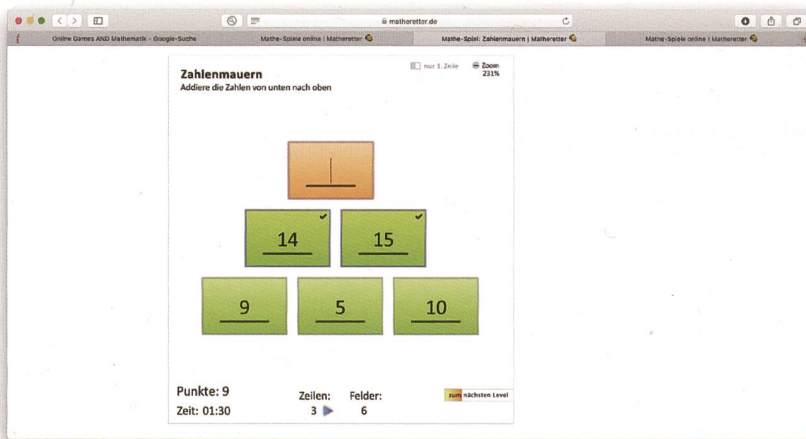 matheretter.de
Online Games AND Mathematik - Google-Suche
Mathe-Spiele online | Matheretter
Mathe-Spiel: Zahlenmauern | Matheretter
Mathe-Spiele online | Matheretter
Zahlenmauern
nur 1. Zeile
Zoom
231%
Addiere die Zahlen von unten nach oben
14 15
9 5 10
Punkte: 9
Zeilen: Felder:
zum nächsten Level
Zeit: 01:30
3 6